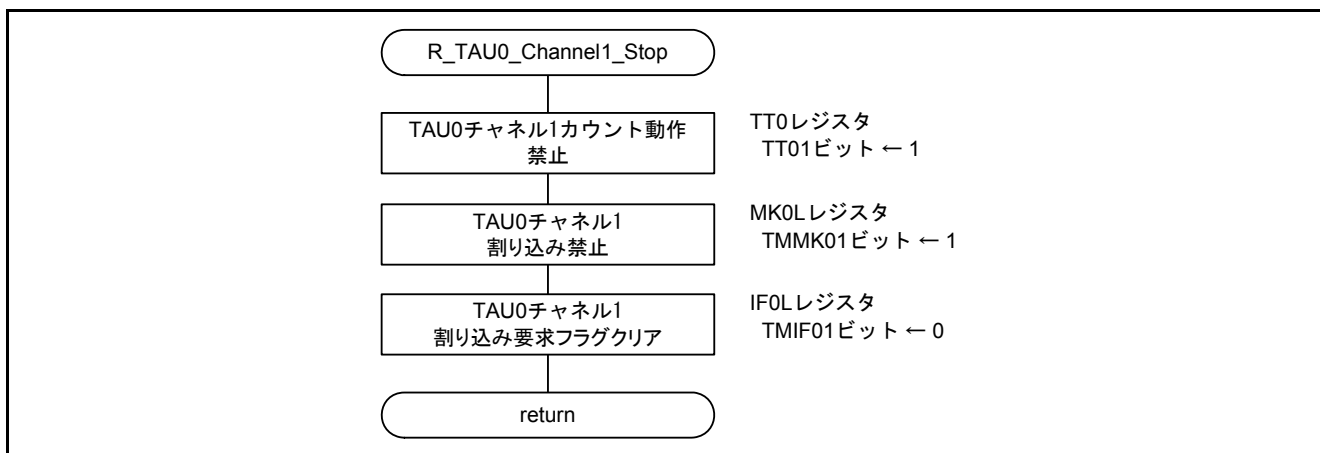 R_TAU0_Channel1_Stop
TAU0チャネル1カウント動作
禁止
TT0レジスタ
TT01ビット ← 1
TAU0チャネル1
割り込み禁止
MK0Lレジスタ
TMMK01ビット ← 1
TAU0チャネル1
割り込み要求フラグクリア
IF0Lレジスタ
TMIF01ビット ← 0
return